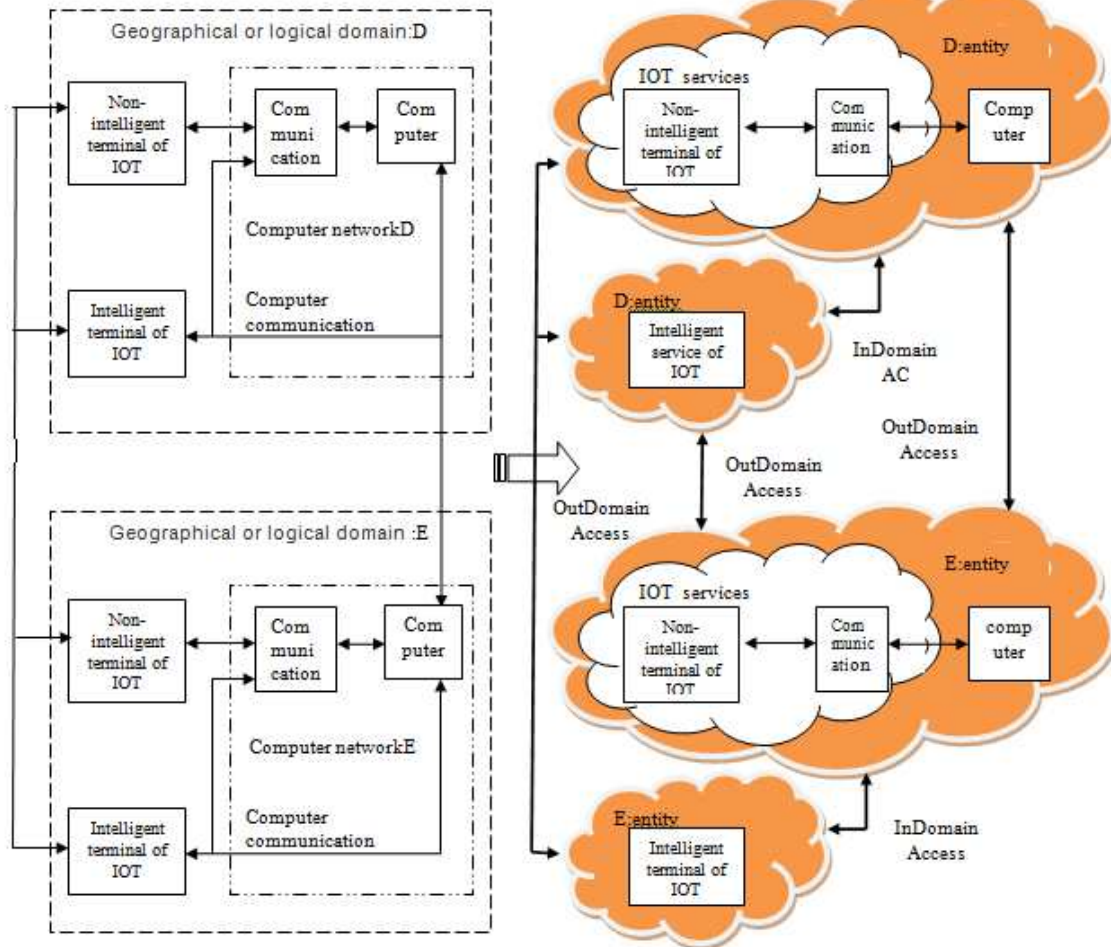 Geographical or logical domain:D
Non-
intelligent
terminal of
IOT
Com
muni
cation
Com
puter
Computer networkD
Intelligent
terminal of
IOT
Computer
communication
Geographical or logical domain :E
Non-
intelligent
terminal of
IOT
Com
muni
cation
Com
puter
Computer networkE
Intelligent
terminal of
IOT
Computer
communication
D:entity
IOT services
Non-
intelligent
terminal of
IOT
Com
munic
ation
Comp
uter
D:entity
Intelligent
service of
IOT
InDomain
AC
OutDomain
Access
OutDomain
Access
OutDomain
Access
E:entity
IOT services
Non-
intelligent
terminal of
IOT
Com
munic
ation
comp
uter
E:entity
Intelligent
terminal of
IOT
InDomain
Access